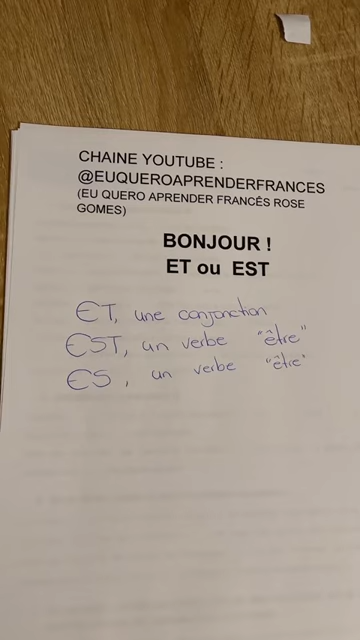 CHAINE YOUTUBE :
@EUQUEROAPRENDERFRANCES
(EU QUERO APRENDER FRANCÊS ROSE
GOMES)
BONJOUR !
ET ou EST
ET, une conjonction
EST, un verbe "être"
ES, un verbe "être"